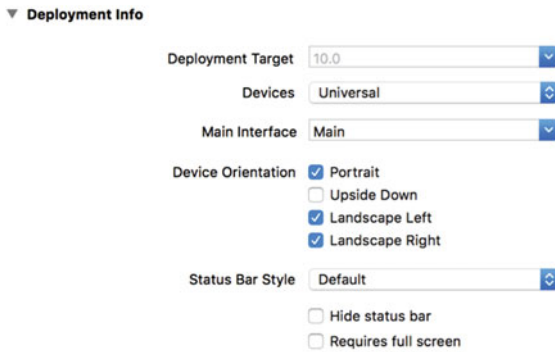 Deployment Info
Deployment Target 10.0
Devices Universal
Main Interface Main
Device Orientation Portrait
Upside Down
Landscape Left
Landscape Right
Status Bar Style Default
Hide status bar
Requires full screen